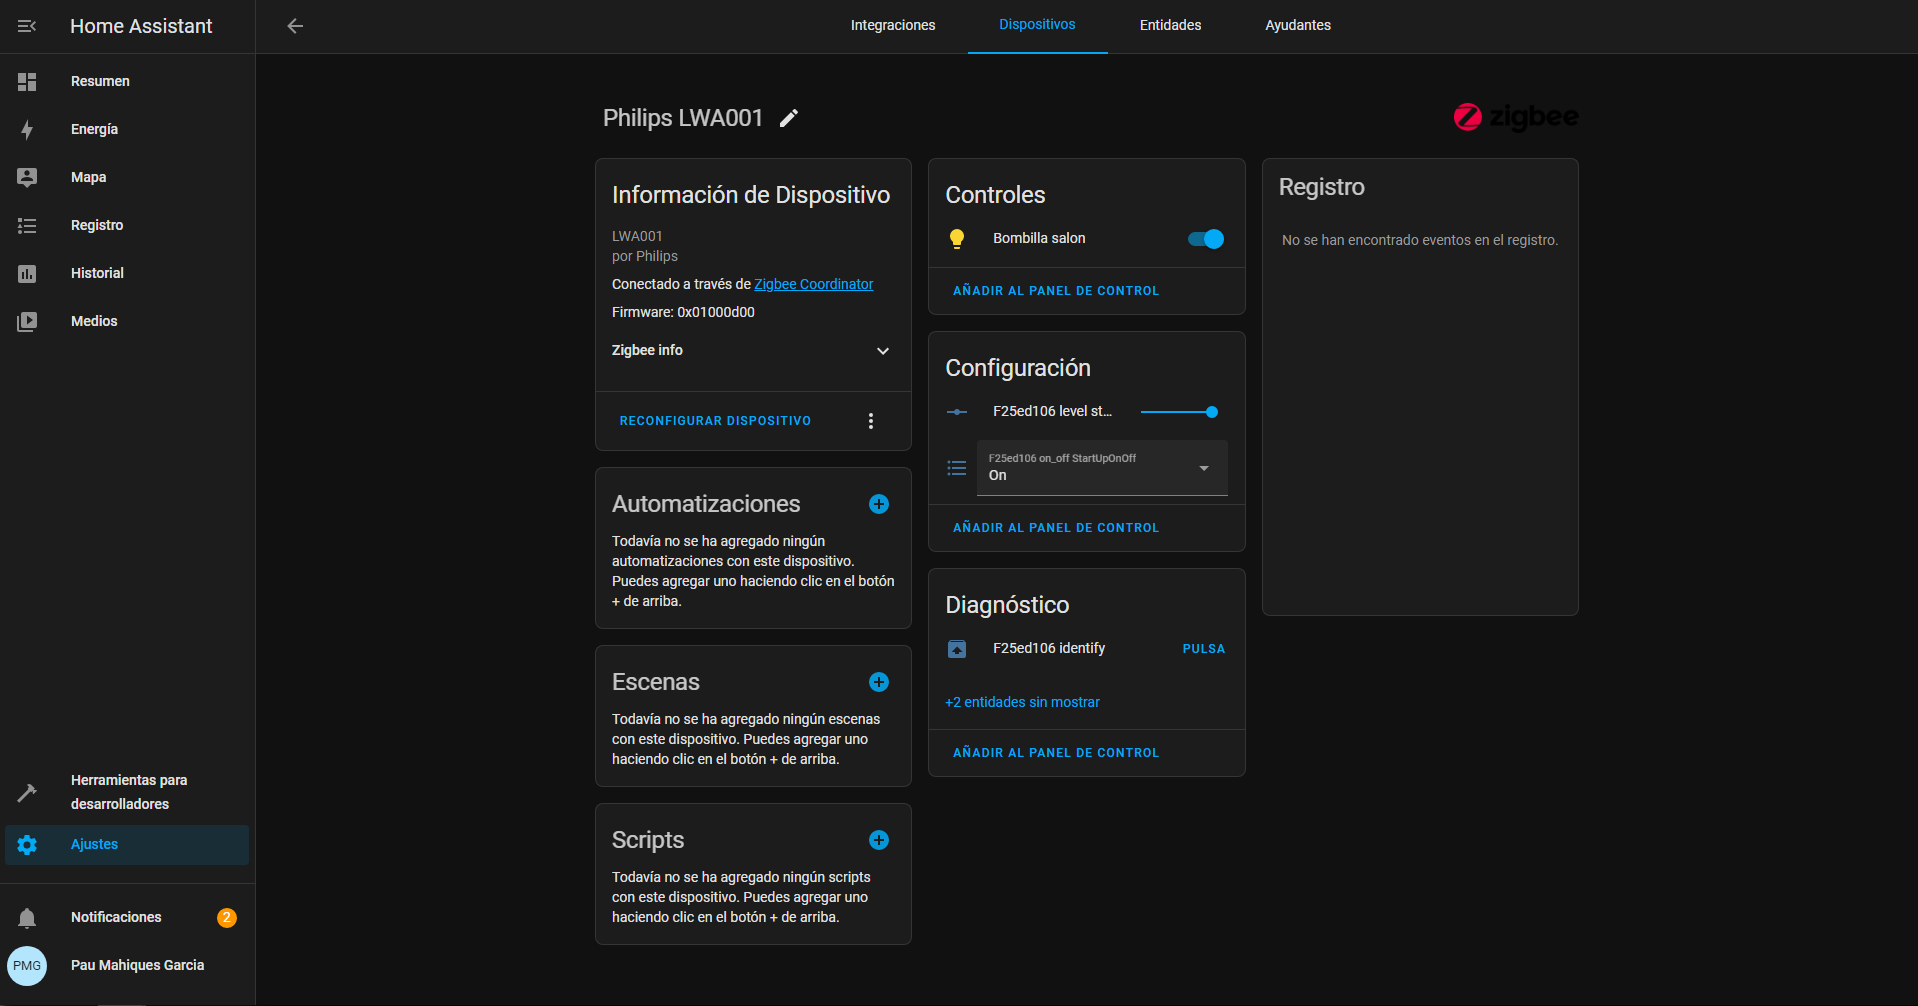 Home Assistant
Resumen
Energía
Mapa
Registro
Historial
Medios
Herramientas para
desarrolladores
Ajustes
Notificaciones
2
PMG
Pau Mahiques Garcia
Integraciones
Dispositivos
Entidades
Ayudantes
Philips LWA001
zigbee
Información de Dispositivo
LWA001
por Philips
Conectado a través de Zigbee Coordinator
Firmware: 0x01000d00
Zigbee info
RECONFIGURAR DISPOSITIVO
Automatizaciones
Todavía no se ha agregado ningún
automatizaciones con este dispositivo.
Puedes agregar uno haciendo clic en el botón
+ de arriba.
Escenas
Todavía no se ha agregado ningún escenas
con este dispositivo. Puedes agregar uno
haciendo clic en el botón + de arriba.
Scripts
Todavía no se ha agregado ningún scripts
con este dispositivo. Puedes agregar uno
haciendo clic en el botón + de arriba.
Controles
Bombilla salon
AÑADIR AL PANEL DE CONTROL
Configuración
F25ed106 level st...
F25ed106 on_off StartUpOnOff
On
AÑADIR AL PANEL DE CONTROL
Diagnóstico
F25ed106 identify
PULSA
+2 entidades sin mostrar
AÑADIR AL PANEL DE CONTROL
Registro
No se han encontrado eventos en el registro.